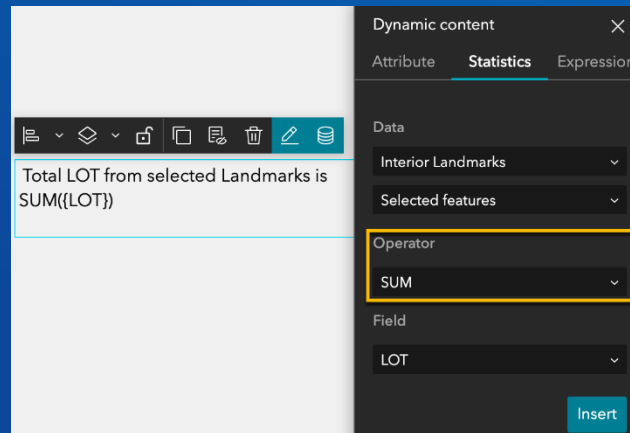 Dynamic content
Attribute Statistics Expression
Data
Interior Landmarks
Selected features
Operator
SUM
Field
LOT
Insert
Total LOT from selected Landmarks is
SUM({LOT})